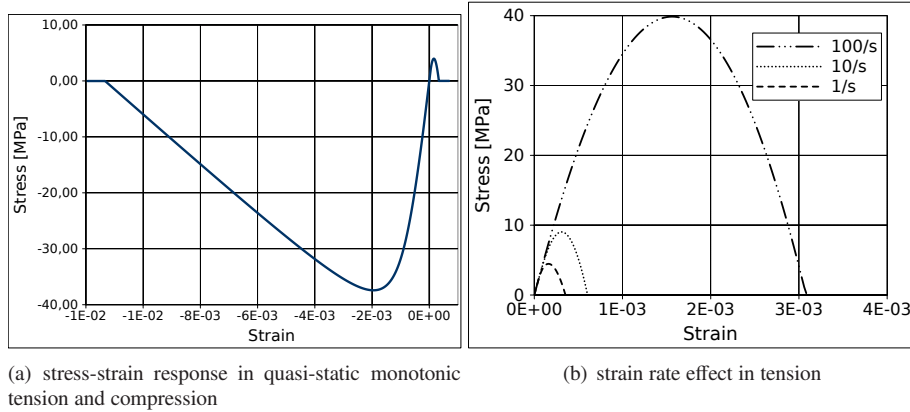 10,00
0,00
-10,00
-20,00
-30,00
-40,00
Stress [MPa]
-1E-02 -1E-02 -8E-03 -6E-03 -4E-03 -2E-03 0E+00
Strain
(a) stress-strain response in quasi-static monotonic
tension and compression
40
30
20
10
0
Stress [MPa]
100/s
10/s
1/s
0E+00 1E-03 2E-03 3E-03 4E-03
Strain
(b) strain rate effect in tension